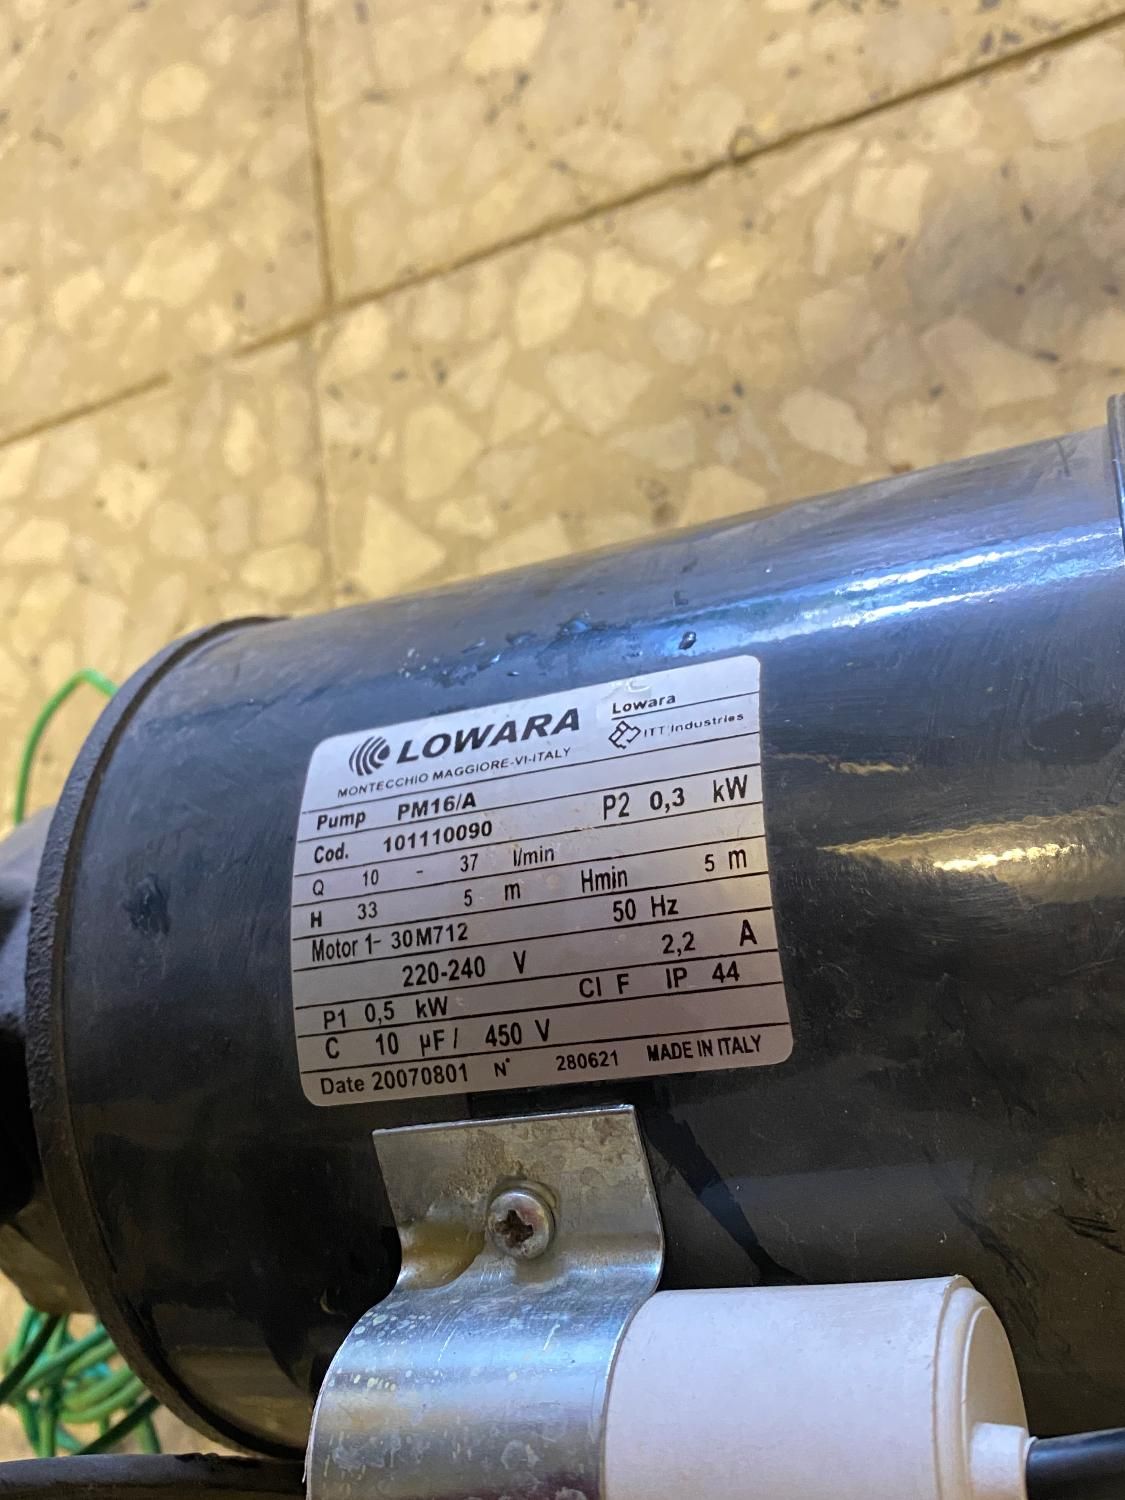 LOWARA
MONTECCHIO MAGGIORE-VI-ITALY
Lowara
ITT Industries
Pump PM16/A
Cod. 101110090 P2 0,3 kW
Q 10 - 37 l/min
H 33 5 m Hmin 5 m
Motor 1- 30M712 50 Hz
220-240 V 2,2 A
P1 0,5 kW Cl F IP 44
C 10 µF / 450 V
Date 20070801 N° 280621 MADE IN ITALY